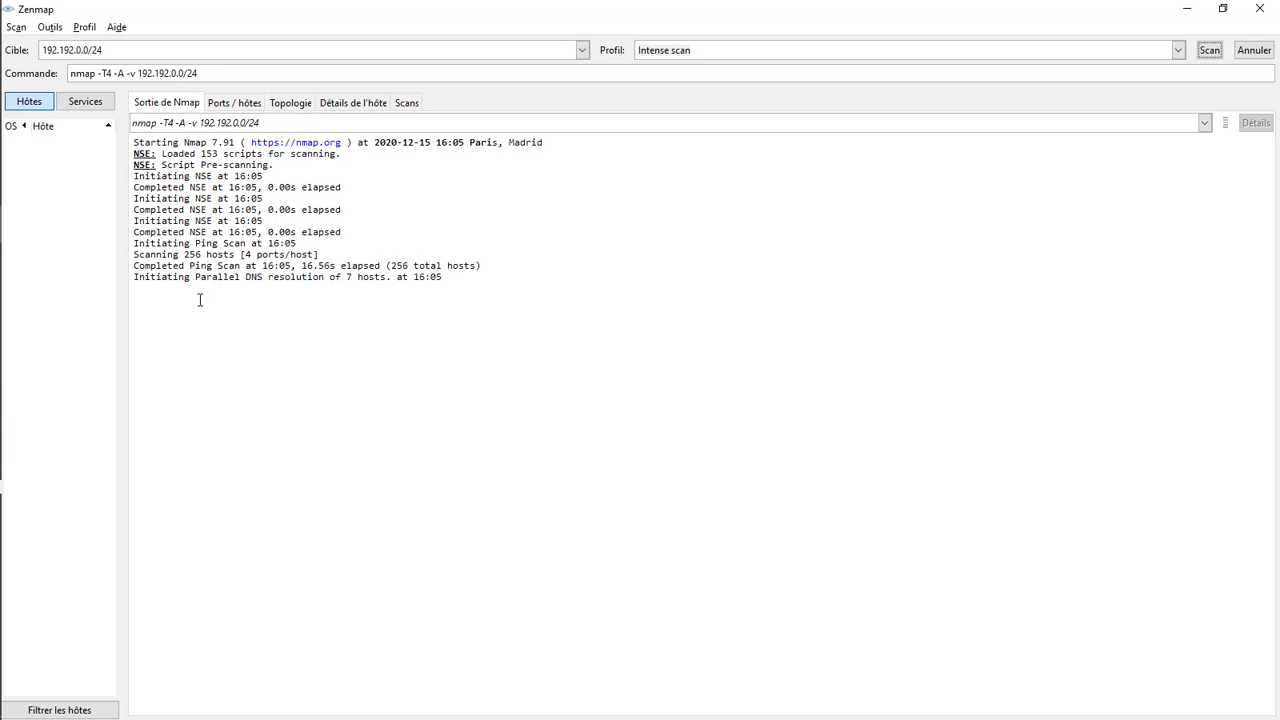 Zenmap
Scan Outils Profil Aide
Cible: 192.192.0.0/24 Profil: Intense scan Scan Annuler
Commande: nmap -T4 -A -v 192.192.0.0/24
Hôtes Services Sortie de Nmap Ports / hôtes Topologie Détails de l'hôte Scans
OS Hôte nmap -T4 -A -v 192.192.0.0/24 Détails
Starting Nmap 7.91 ( https://nmap.org ) at 2020-12-15 16:05 Paris, Madrid
NSE: Loaded 153 scripts for scanning.
NSE: Script Pre-scanning.
Initiating NSE at 16:05
Completed NSE at 16:05, 0.00s elapsed
Initiating NSE at 16:05
Completed NSE at 16:05, 0.00s elapsed
Initiating NSE at 16:05
Completed NSE at 16:05, 0.00s elapsed
Initiating Ping Scan at 16:05
Scanning 256 hosts [4 ports/host]
Completed Ping Scan at 16:05, 16.56s elapsed (256 total hosts)
Initiating Parallel DNS resolution of 7 hosts. at 16:05
Filtrer les hôtes